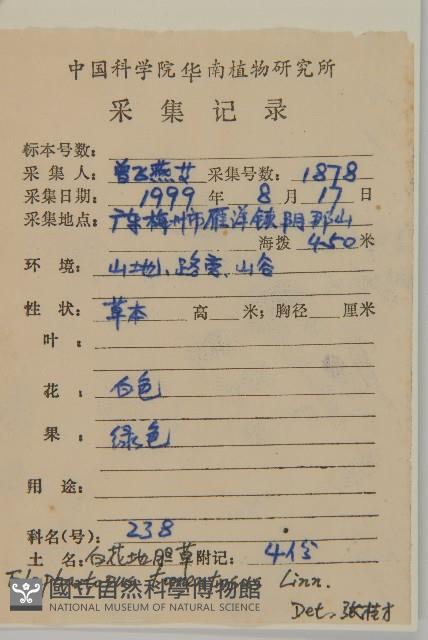 中国科学院华南植物研究所
采集记录
标本号数:
采集人: 曾飞燕 采集号数: 1878
采集日期: 1999 年 8 月 17 日
采集地点: 广东梅州市雁洋镇阴那山
海拨 450 米
环境: 山地、路旁、山谷
性状: 草本 高 米; 胸径 厘米
叶:
花: 白色
果: 绿色
用途:
科名(号): 238
土名: 白花地胆草 附记: 4份
Elephantopus tomentosus Linn.
國立自然科學博物館
NATIONAL MUSEUM OF NATURAL SCIENCE
Det. 张桂才